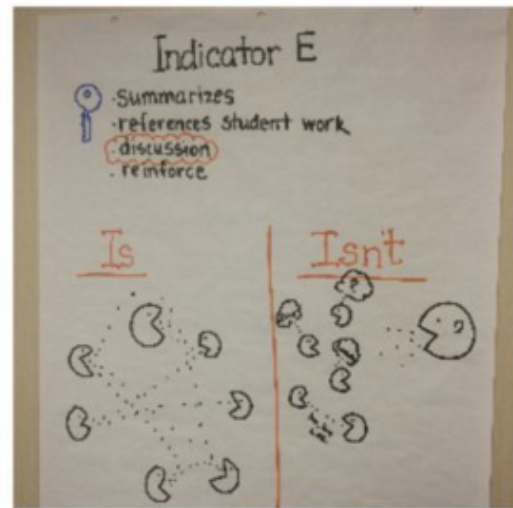 Indicator E
·Summarizes
·references student work
·discussion
·reinforce
Is
Isn't